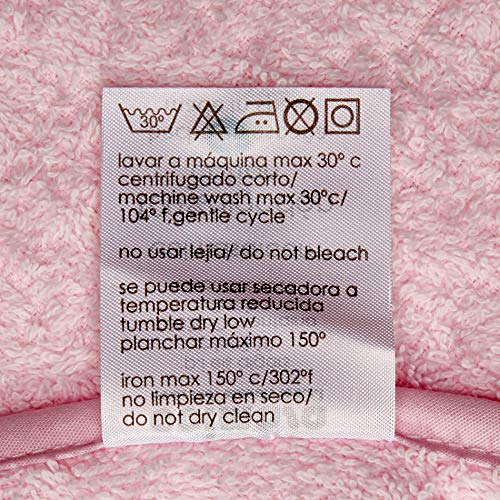 30°
lavar a máquina max 30° c
centrifugado corto/
machine wash max 30°c/
104° f,gentle cycle
no usar lejía/ do not bleach
se puede usar secadora a
temperatura reducida
tumble dry low
planchar máximo 150°
iron max 150° c/302°f
no limpieza en seco/
do not dry clean